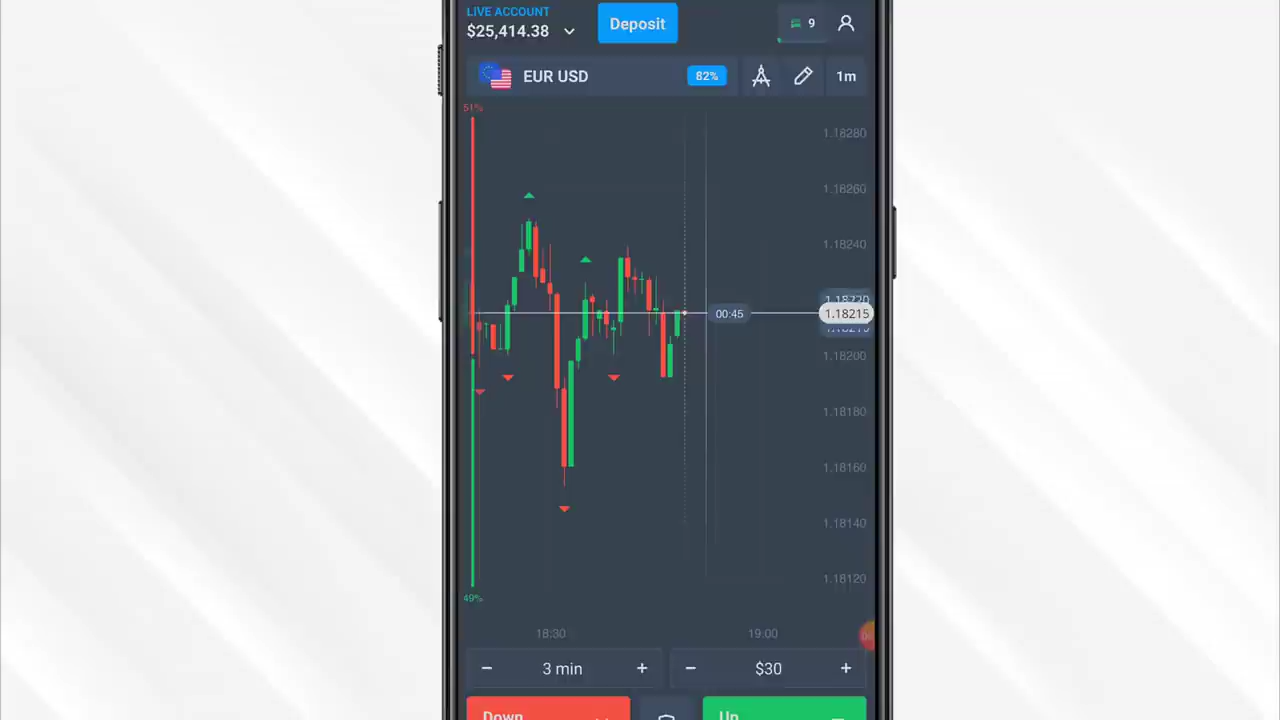 LIVE ACCOUNT
$25,414.38
Deposit
9
EUR USD
82%
1m
51%
1.18280
1.18260
1.18240
1.18220
1.18215
00:45
1.18200
1.18180
1.18160
1.18140
1.18120
49%
18:30
19:00
− 3 min +
− $30 +
Down
Up